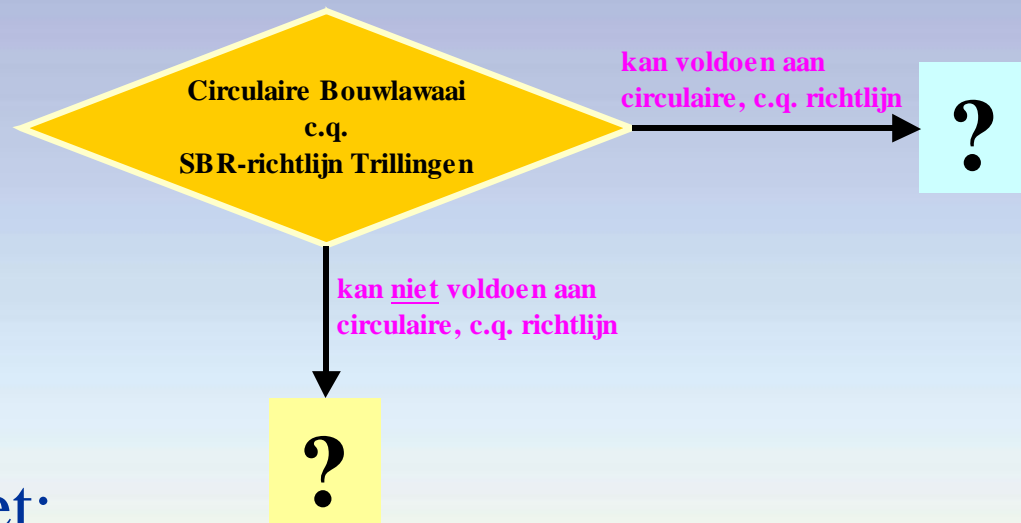 Circulaire Bouwlawaai
c.q.
SBR-richtlijn Trillingen
kan voldoen aan
circulaire, c.q. richtlijn
?
kan niet voldoen aan
circulaire, c.q. richtlijn
?